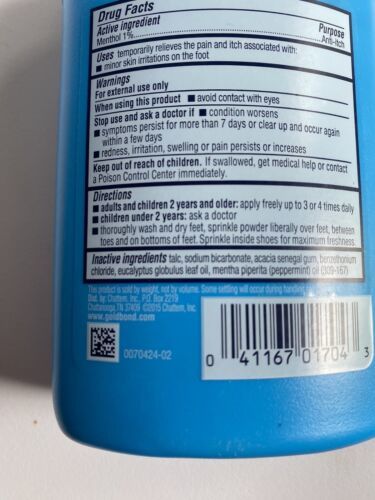 Drug Facts
Active ingredient Purpose
Menthol 1%................................................Anti-itch
Uses temporarily relieves the pain and itch associated with:
■ minor skin irritations on the foot
Warnings
For external use only
When using this product ■ avoid contact with eyes
Stop use and ask a doctor if ■ condition worsens
■ symptoms persist for more than 7 days or clear up and occur again
within a few days
■ redness, irritation, swelling or pain persists or increases
Keep out of reach of children. If swallowed, get medical help or contact
a Poison Control Center immediately.
Directions
■ adults and children 2 years and older: apply freely up to 3 or 4 times daily
■ children under 2 years: ask a doctor
■ thoroughly wash and dry feet, sprinkle powder liberally over feet, between
toes and on bottoms of feet. Sprinkle inside shoes for maximum freshness.
Inactive ingredients talc, sodium bicarbonate, acacia senegal gum, benzethonium
chloride, eucalyptus globulus leaf oil, mentha piperita (peppermint) oil (309-167)
This product is sold by weight, not by volume. Some settling will occur during handling
Dist. by: Chattem, Inc., P.O. Box 2219
Chattanooga, TN 37409 ©2015 Chattem, Inc.
www.goldbond.com
0070424-02
0 41167 01704 3